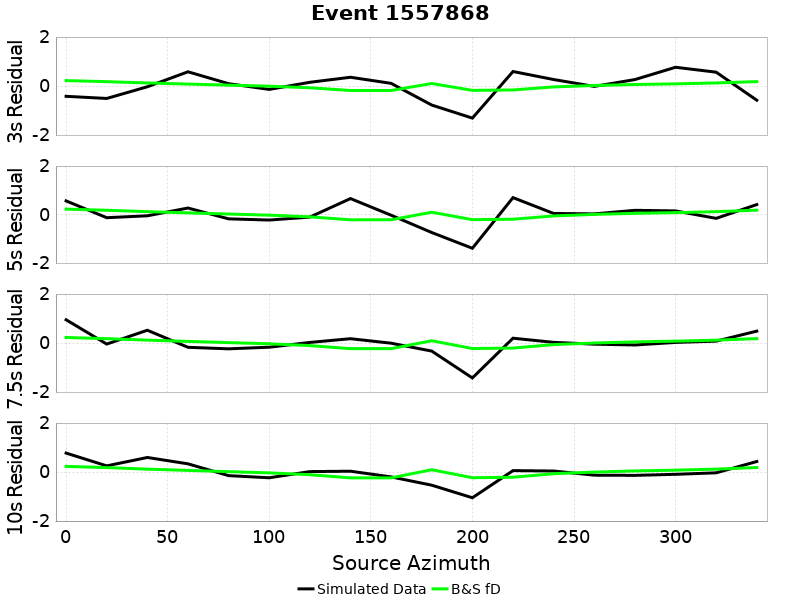 Event 1557868
2
0
-2
3s Residual
2
0
-2
5s Residual
2
0
-2
7.5s Residual
2
0
-2
10s Residual
0 50 100 150 200 250 300
Source Azimuth
Simulated Data B&S fD